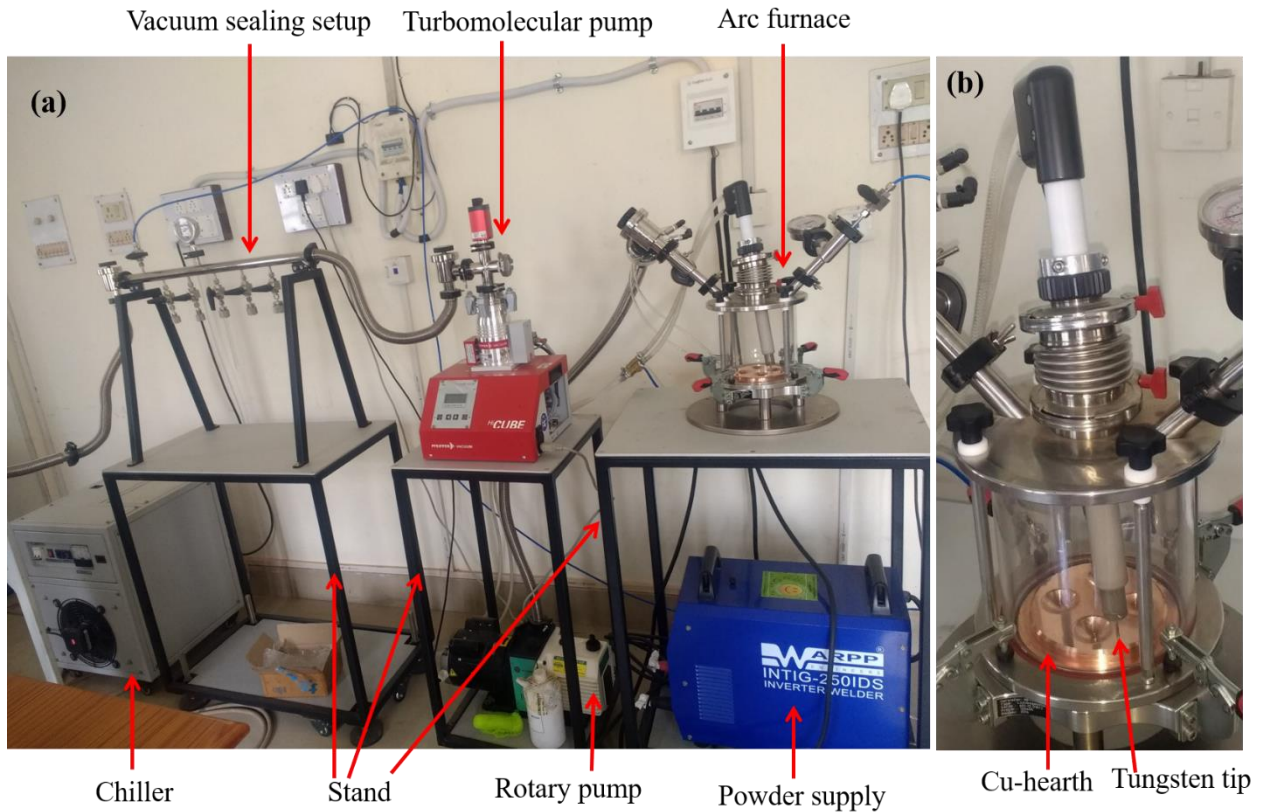 Vacuum sealing setup
Turbomolecular pump
Arc furnace
(a)
(b)
CUBE
WARPP
INTIG-250IDS
INVERTER WELDER
Chiller
Stand
Rotary pump
Powder supply
Cu-hearth
Tungsten tip